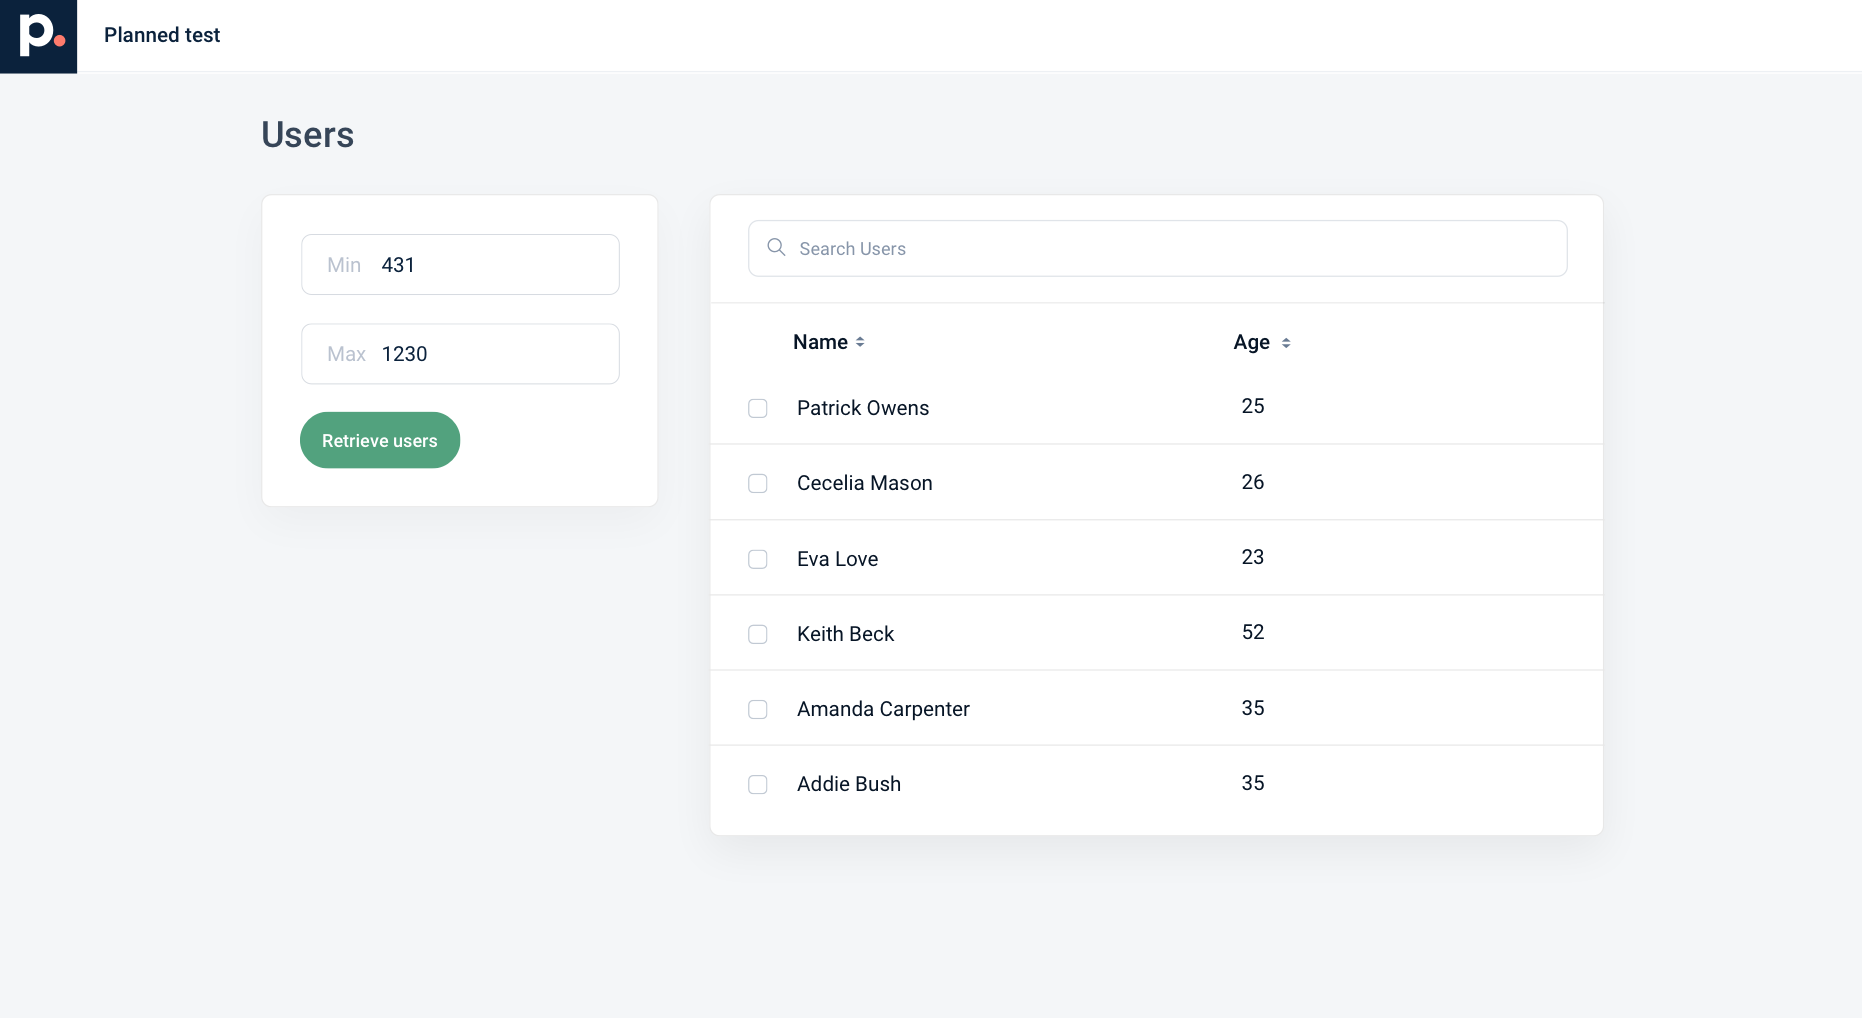 p.
Planned test
Users
Min 431
Max 1230
Retrieve users
Search Users
Name Age
Patrick Owens 25
Cecelia Mason 26
Eva Love 23
Keith Beck 52
Amanda Carpenter 35
Addie Bush 35